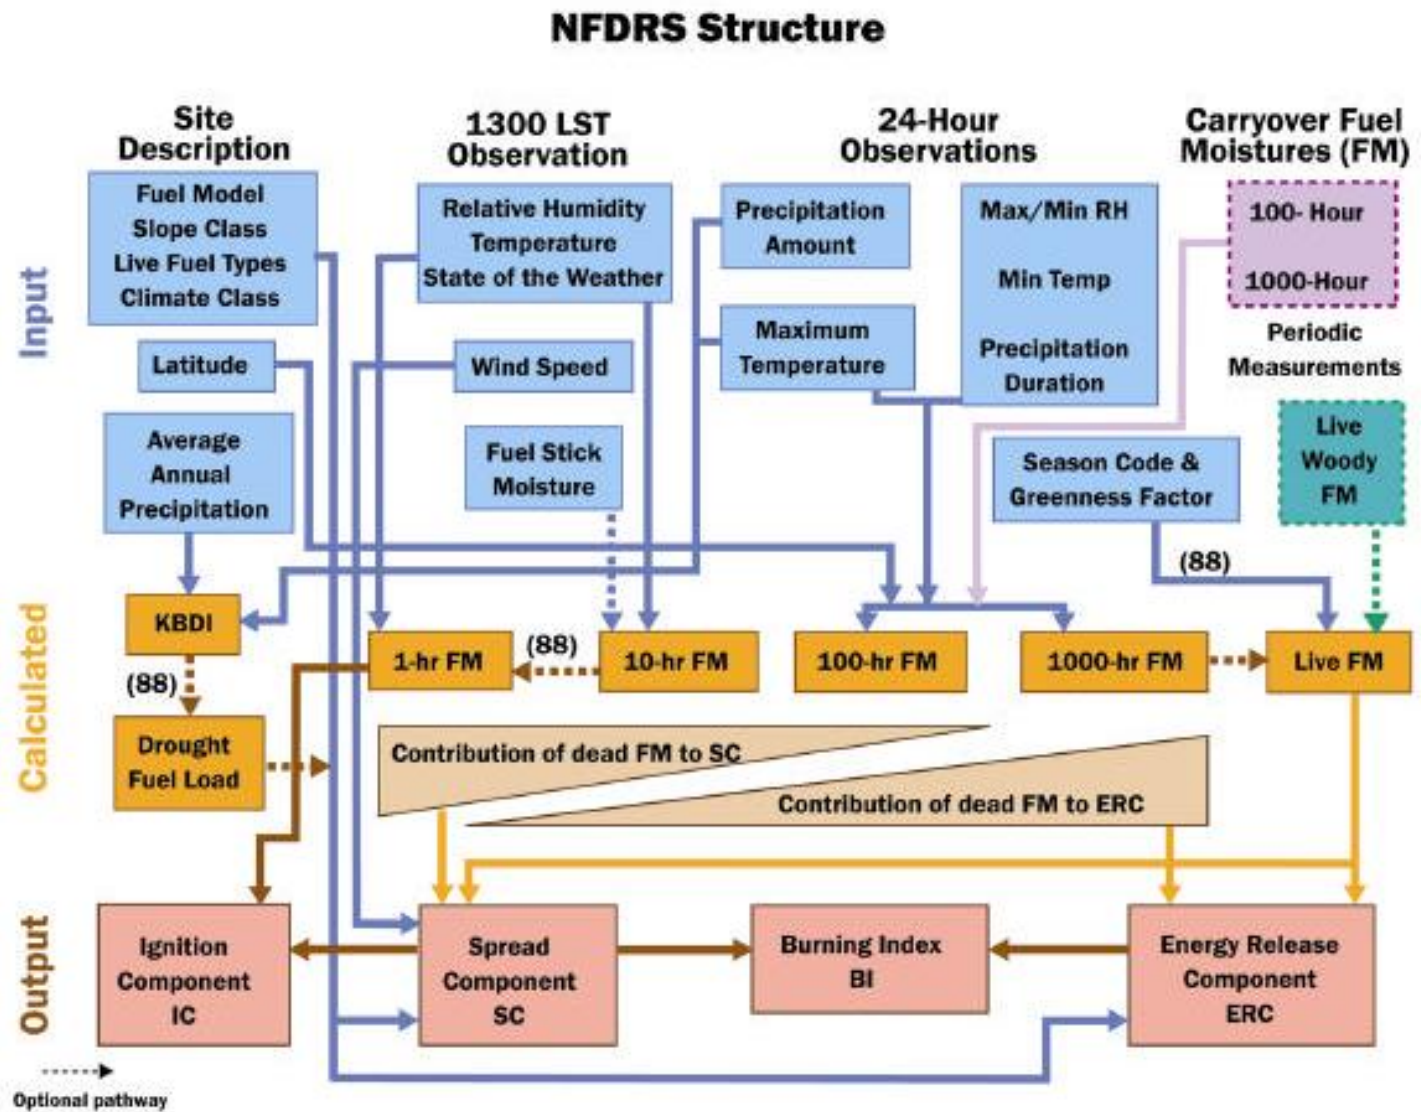 NFDRS Structure
Site
Description
1300 LST
Observation
24-Hour
Observations
Carryover Fuel
Moistures (FM)
Input
Fuel Model
Slope Class
Live Fuel Types
Climate Class
Relative Humidity
Temperature
State of the Weather
Precipitation
Amount
Max/Min RH
Min Temp
Precipitation
Duration
100- Hour
1000-Hour
Periodic
Measurements
Latitude
Wind Speed
Maximum
Temperature
Average
Annual
Precipitation
Fuel Stick
Moisture
Season Code &
Greenness Factor
Live
Woody
FM
(88)
Calculated
KBDI
1-hr FM
(88)
10-hr FM
100-hr FM
1000-hr FM
Live FM
(88)
Drought
Fuel Load
Contribution of dead FM to SC
Contribution of dead FM to ERC
Output
Ignition
Component
IC
Spread
Component
SC
Burning Index
BI
Energy Release
Component
ERC
Optional pathway